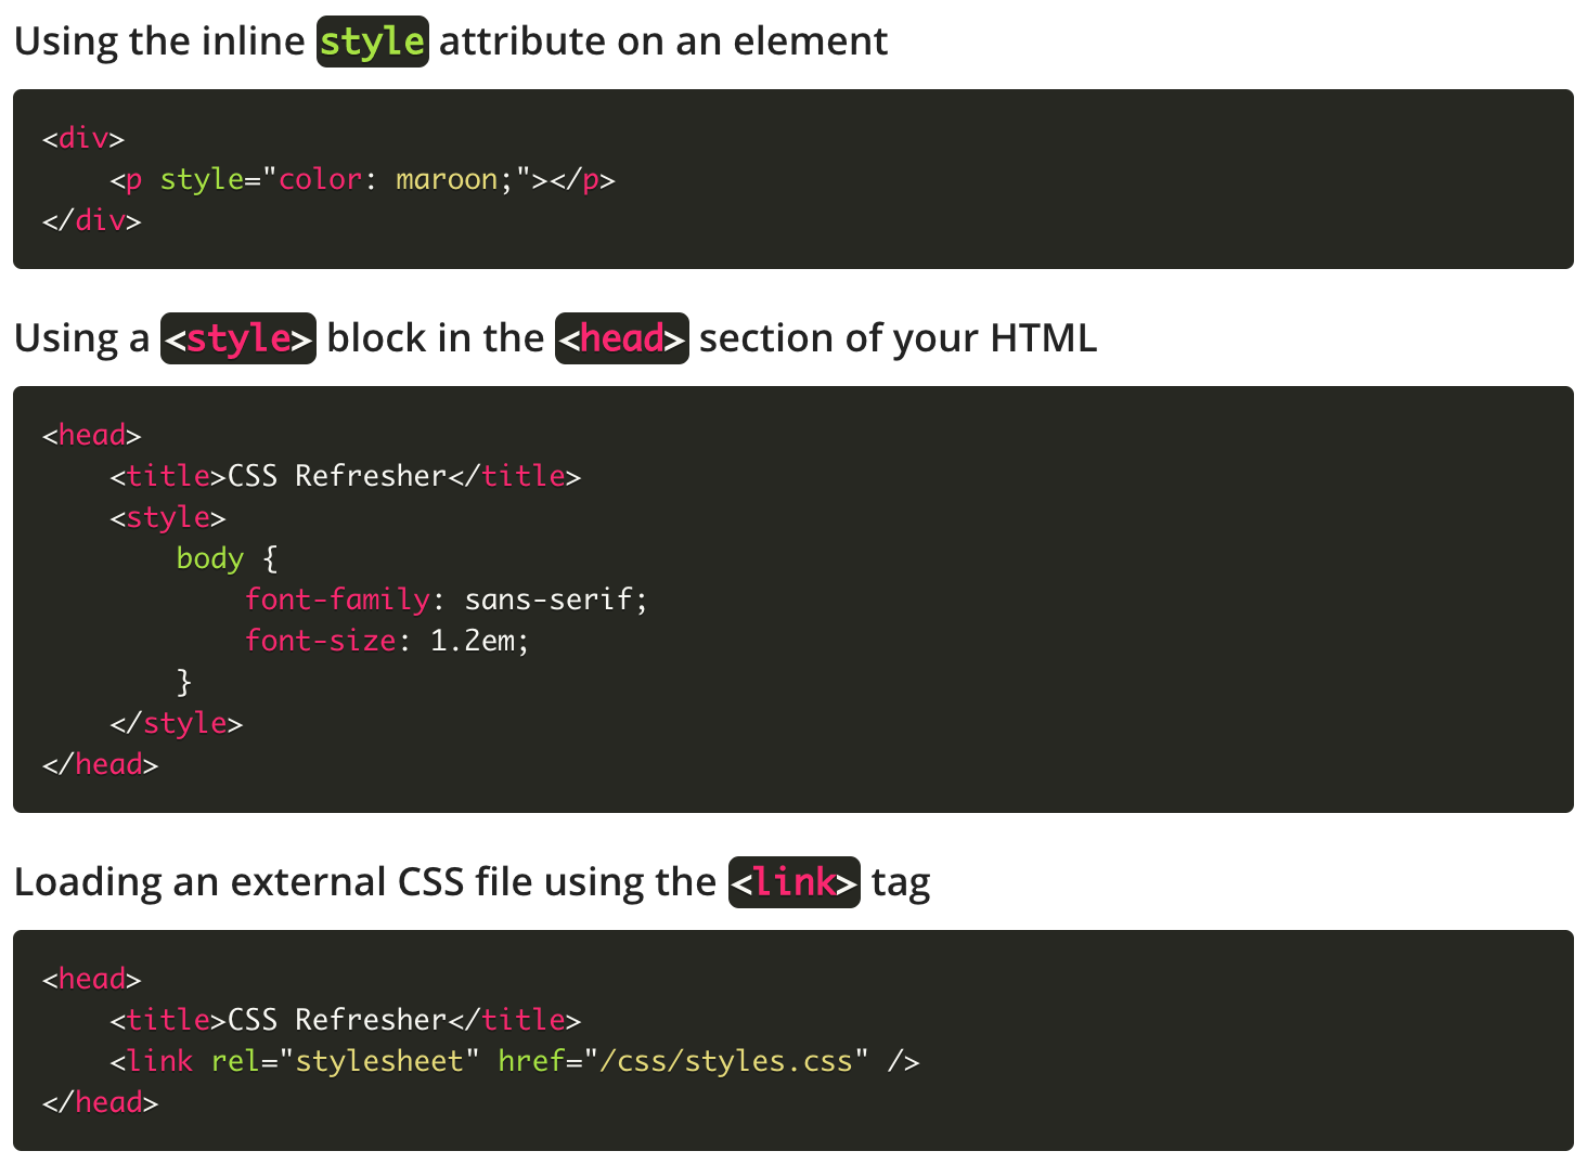 Using the inline style attribute on an element
<div>
    <p style="color: maroon;"></p>
</div>
Using a <style> block in the <head> section of your HTML
<head>
    <title>CSS Refresher</title>
    <style>
        body {
            font-family: sans-serif;
            font-size: 1.2em;
        }
    </style>
</head>
Loading an external CSS file using the <link> tag
<head>
    <title>CSS Refresher</title>
    <link rel="stylesheet" href="/css/styles.css" />
</head>